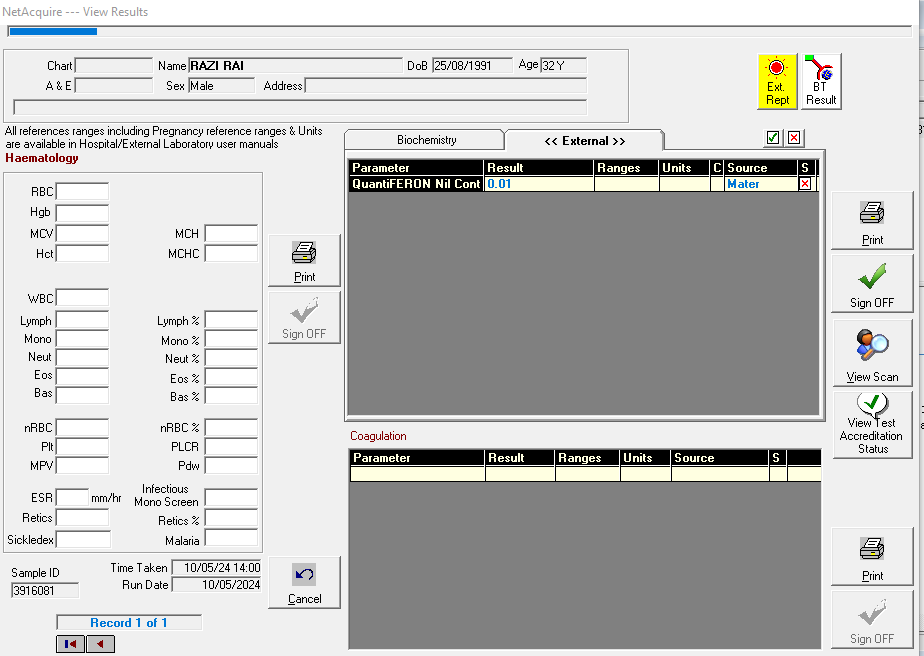 NetAcquire --- View Results
Chart Name RAZI RAI DoB 25/08/1991 Age 32 Y
A & E Sex Male Address
Ext. Rept
BT Result
All references ranges including Pregnancy reference ranges & Units
are available in Hospital/External Laboratory user manuals
Haematology
RBC
Hgb
MCV MCH
Hct MCHC
WBC
Lymph Lymph %
Mono Mono %
Neut Neut %
Eos Eos %
Bas Bas %
nRBC nRBC %
Plt PLCR
MPV Pdw
ESR mm/hr Infectious Mono Screen
Retics Retics %
Sickledex Malaria
Sample ID
3916081
Time Taken 10/05/24 14:00
Run Date 10/05/2024
Record 1 of 1
Print
Sign OFF
Cancel
Biochemistry << External >>
Parameter Result Ranges Units C Source S
QuantiFERON Nil Cont 0.01 Mater
Coagulation
Parameter Result Ranges Units Source S
Print
Sign OFF
View Scan
View Test
Accreditation
Status
Print
Sign OFF